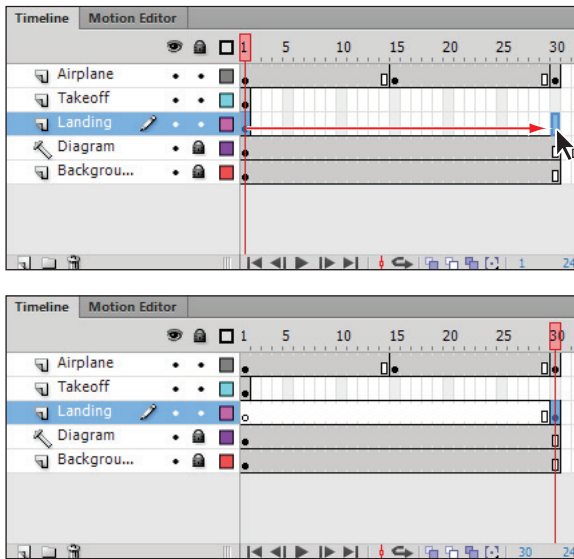 Timeline Motion Editor
1 5 10 15 20 25 30
Airplane
Takeoff
Landing
Diagram
Backgrou...
1 24
Timeline Motion Editor
1 5 10 15 20 25 30
Airplane
Takeoff
Landing
Diagram
Backgrou...
30 24